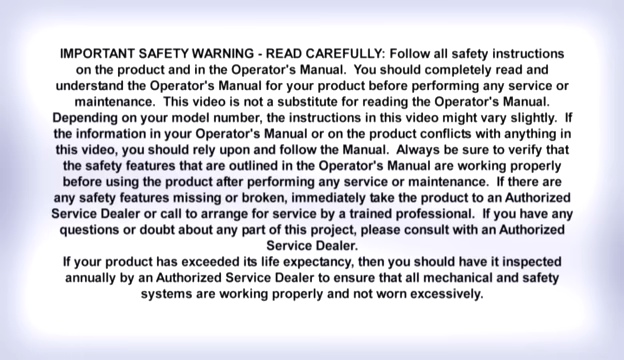 IMPORTANT SAFETY WARNING - READ CAREFULLY: Follow all safety instructions
on the product and in the Operator's Manual. You should completely read and
understand the Operator's Manual for your product before performing any service or
maintenance. This video is not a substitute for reading the Operator's Manual.
Depending on your model number, the instructions in this video might vary slightly. If
the information in your Operator's Manual or on the product conflicts with anything in
this video, you should rely upon and follow the Manual. Always be sure to verify that
the safety features that are outlined in the Operator's Manual are working properly
before using the product after performing any service or maintenance. If there are
any safety features missing or broken, immediately take the product to an Authorized
Service Dealer or call to arrange for service by a trained professional. If you have any
questions or doubt about any part of this project, please consult with an Authorized
Service Dealer.
If your product has exceeded its life expectancy, then you should have it inspected
annually by an Authorized Service Dealer to ensure that all mechanical and safety
systems are working properly and not worn excessively.